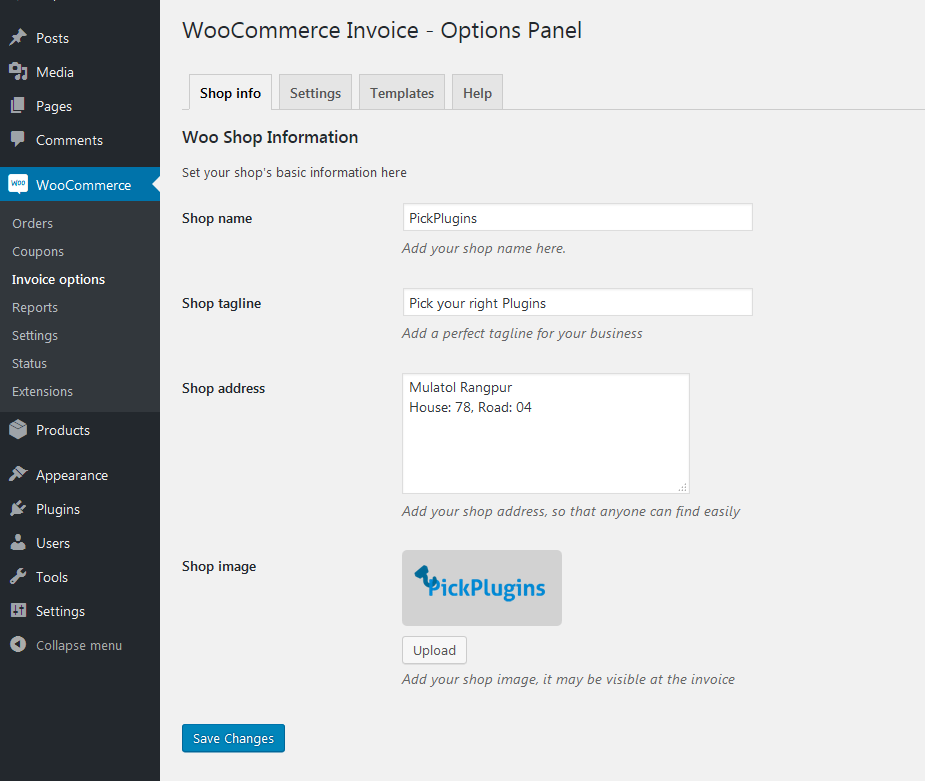 Posts
Media
Pages
Comments
WOO WooCommerce
Orders
Coupons
Invoice options
Reports
Settings
Status
Extensions
Products
Appearance
Plugins
Users
Tools
Settings
Collapse menu
WooCommerce Invoice - Options Panel
Shop info Settings Templates Help
Woo Shop Information
Set your shop's basic information here
Shop name PickPlugins
Add your shop name here.
Shop tagline Pick your right Plugins
Add a perfect tagline for your business
Shop address Mulatol Rangpur
House: 78, Road: 04
Add your shop address, so that anyone can find easily
Shop image PickPlugins
Upload
Add your shop image, it may be visible at the invoice
Save Changes